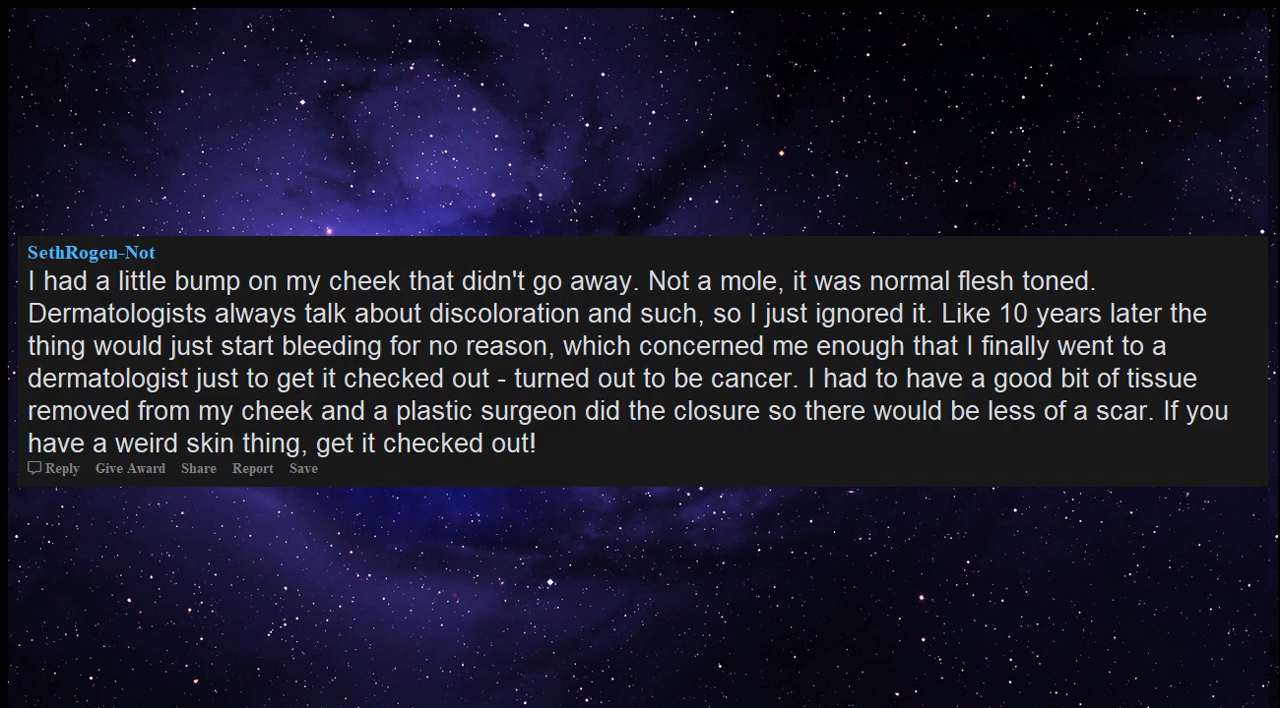 SethRogen-Not
I had a little bump on my cheek that didn't go away. Not a mole, it was normal flesh toned.
Dermatologists always talk about discoloration and such, so I just ignored it. Like 10 years later the
thing would just start bleeding for no reason, which concerned me enough that I finally went to a
dermatologist just to get it checked out - turned out to be cancer. I had to have a good bit of tissue
removed from my cheek and a plastic surgeon did the closure so there would be less of a scar. If you
have a weird skin thing, get it checked out!
Reply Give Award Share Report Save